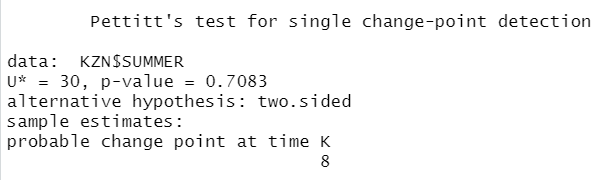 Pettitt's test for single change-point detection
data: KZN$SUMMER
U* = 30, p-value = 0.7083
alternative hypothesis: two.sided
sample estimates:
probable change point at time K
8